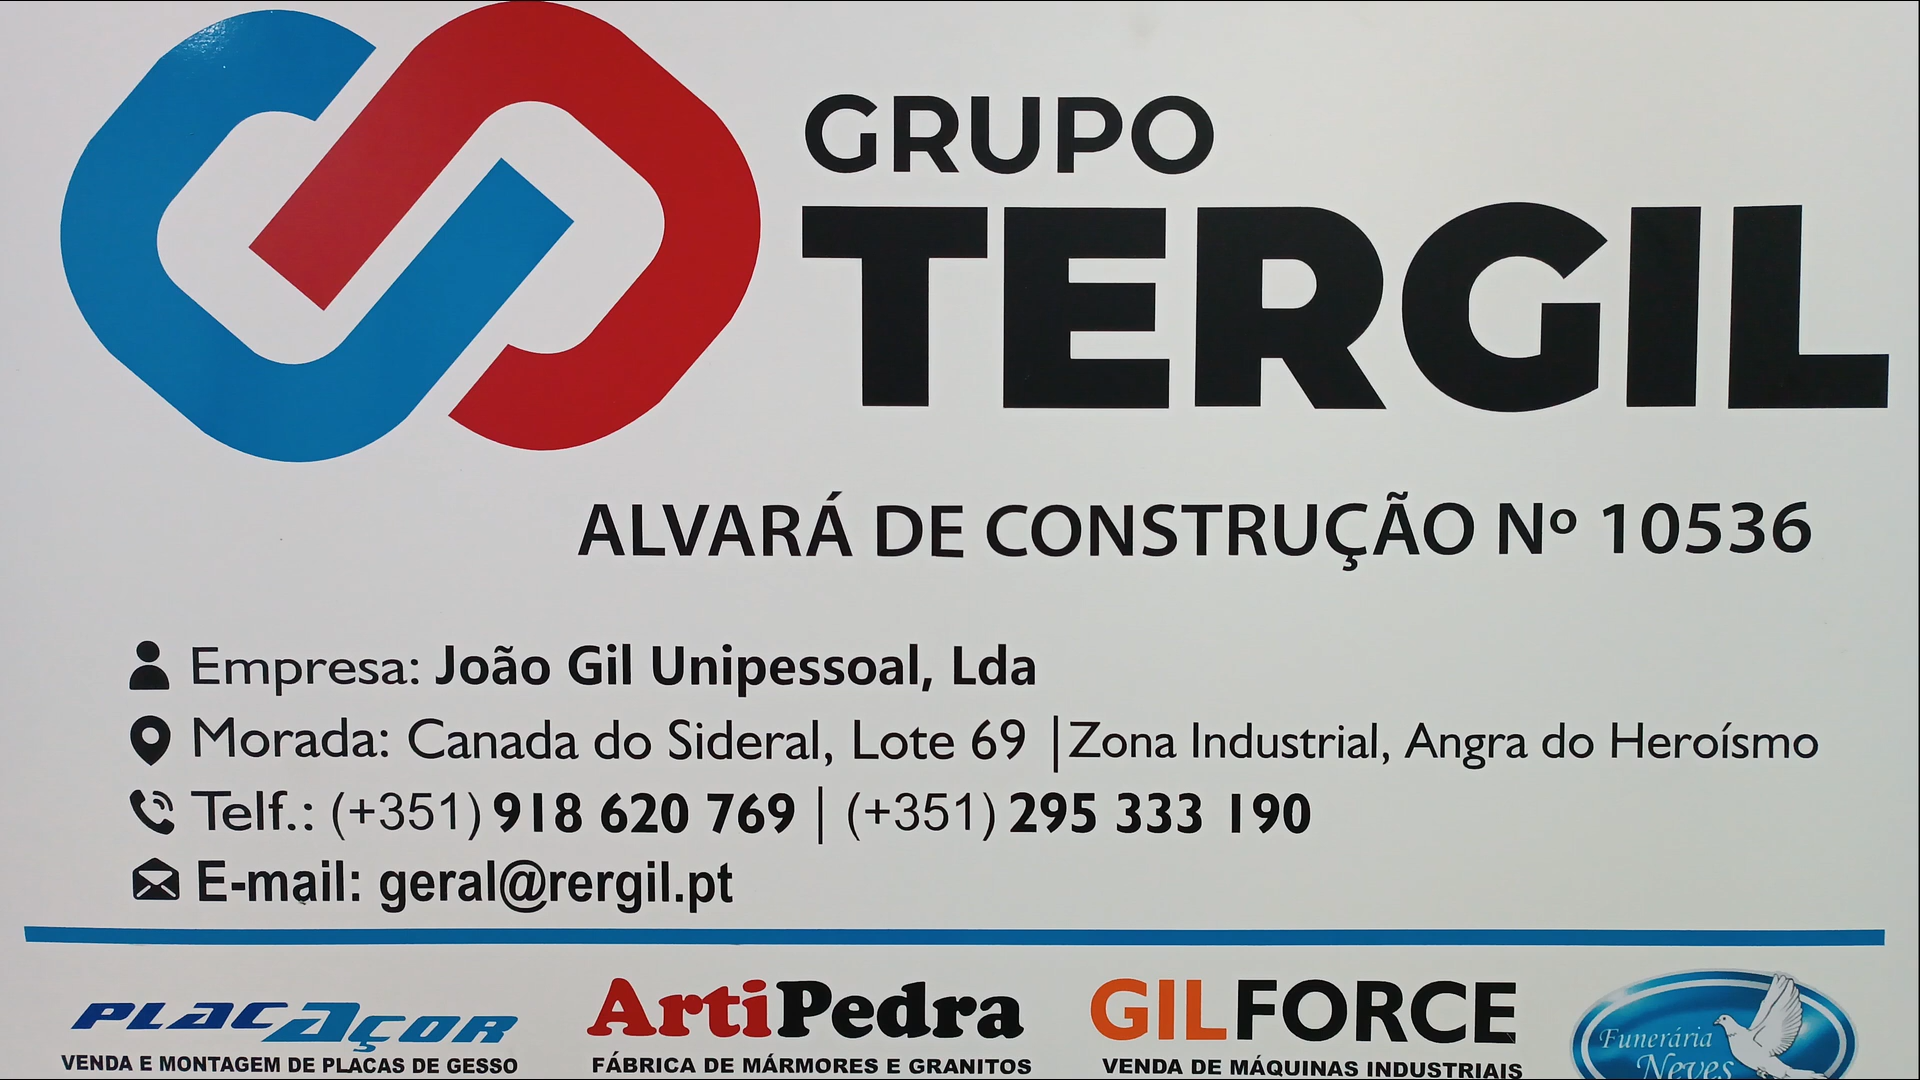 GRUPO
TERGIL
ALVARÁ DE CONSTRUÇÃO Nº 10536
Empresa: João Gil Unipessoal, Lda
Morada: Canada do Sideral, Lote 69 |Zona Industrial, Angra do Heroísmo
Telf.: (+351) 918 620 769 | (+351) 295 333 190
E-mail: geral@rergil.pt
PLACAÇOR
VENDA E MONTAGEM DE PLACAS DE GESSO
ArtiPedra
FÁBRICA DE MÁRMORES E GRANITOS
GILFORCE
VENDA DE MÁQUINAS INDUSTRIAIS
Funerária
Neves